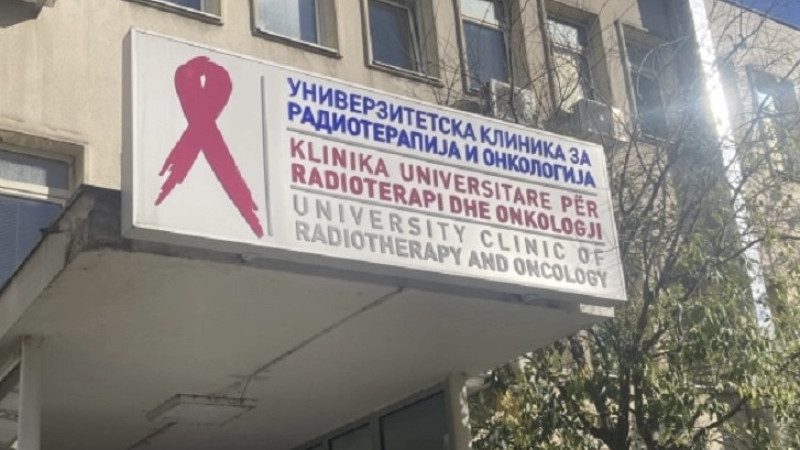 УНИВЕРЗИТЕТСКА КЛИНИКА ЗА
РАДИОТЕРАПИЈА И ОНКОЛОГИЈА
KLINIKA UNIVERSITARE PËR
RADIOTERAPI DHE ONKOLOGJI
UNIVERSITY CLINIC OF
RADIOTHERAPY AND ONCOLOGY